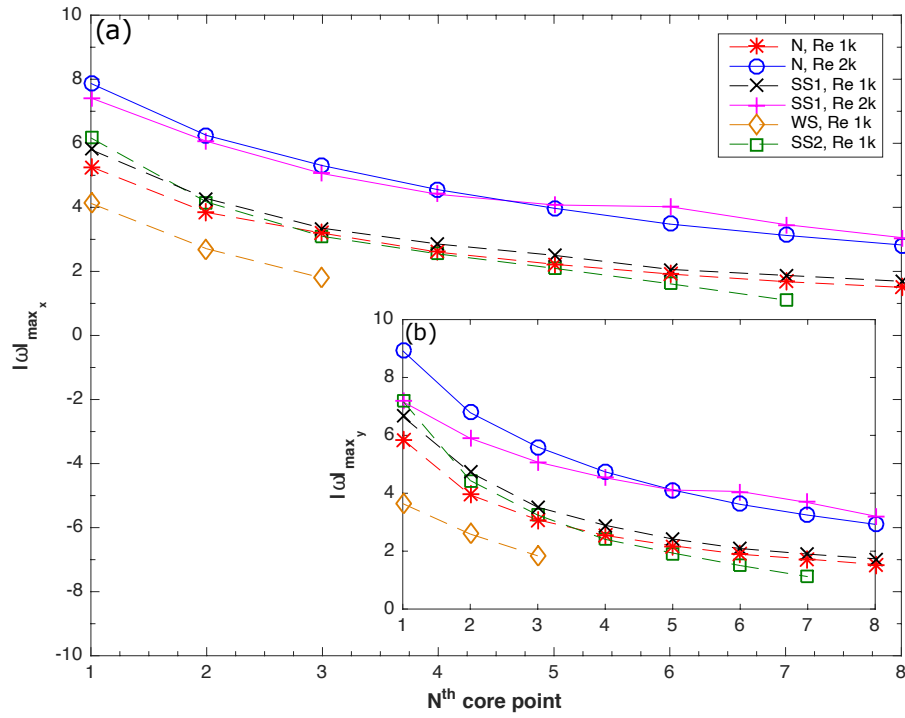 (a)
N, Re 1k
N, Re 2k
SS1, Re 1k
SS1, Re 2k
WS, Re 1k
SS2, Re 1k
10
8
6
4
2
0
-2
-4
-6
-8
-10
|ω|max_x
1 2 3 4 5 6 7 8
N^th core point
(b)
10
8
6
4
2
0
|ω|max_y
1 2 3 4 5 6 7 8